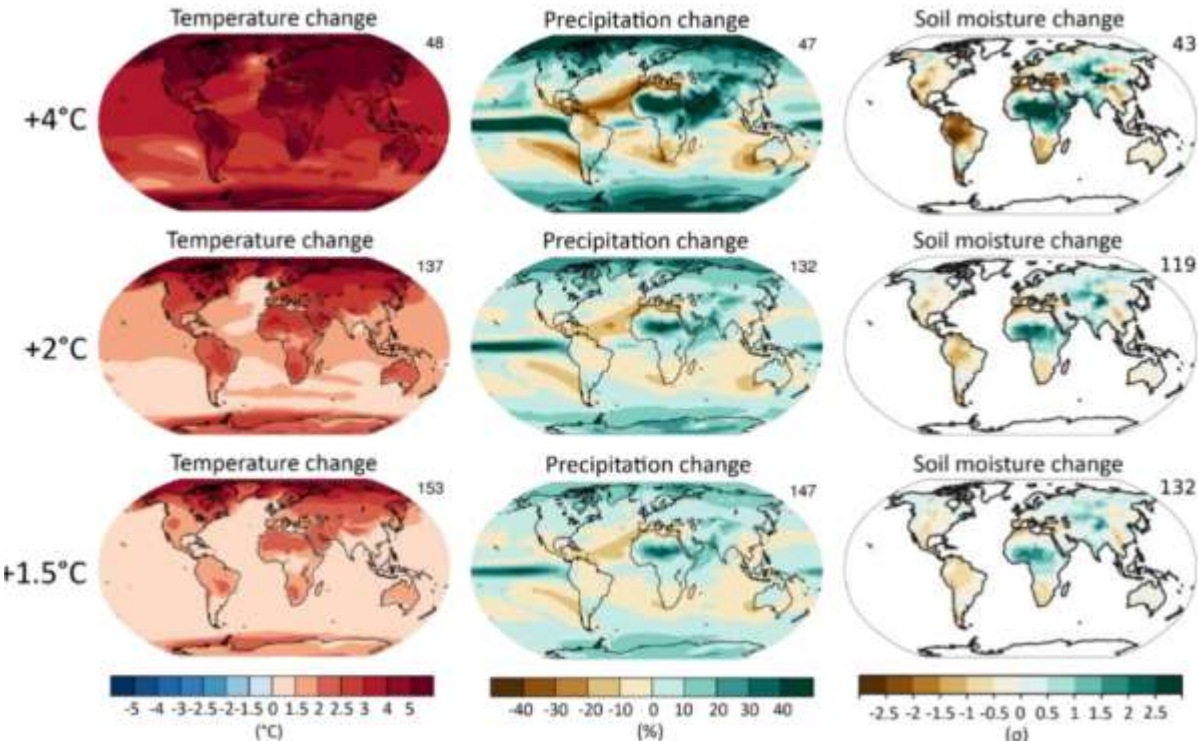 Temperature change Precipitation change Soil moisture change
48 47 43
+4°C
Temperature change Precipitation change Soil moisture change
137 132 119
+2°C
Temperature change Precipitation change Soil moisture change
153 147 132
+1.5°C
-5 -4 -3 -2.5 -2 -1.5 0 1.5 2 2.5 3 4 5
(°C)
-40 -30 -20 -10 0 10 20 30 40
(%)
-2.5 -2 -1.5 -1 -0.5 0 0.5 1 1.5 2 2.5
(σ)